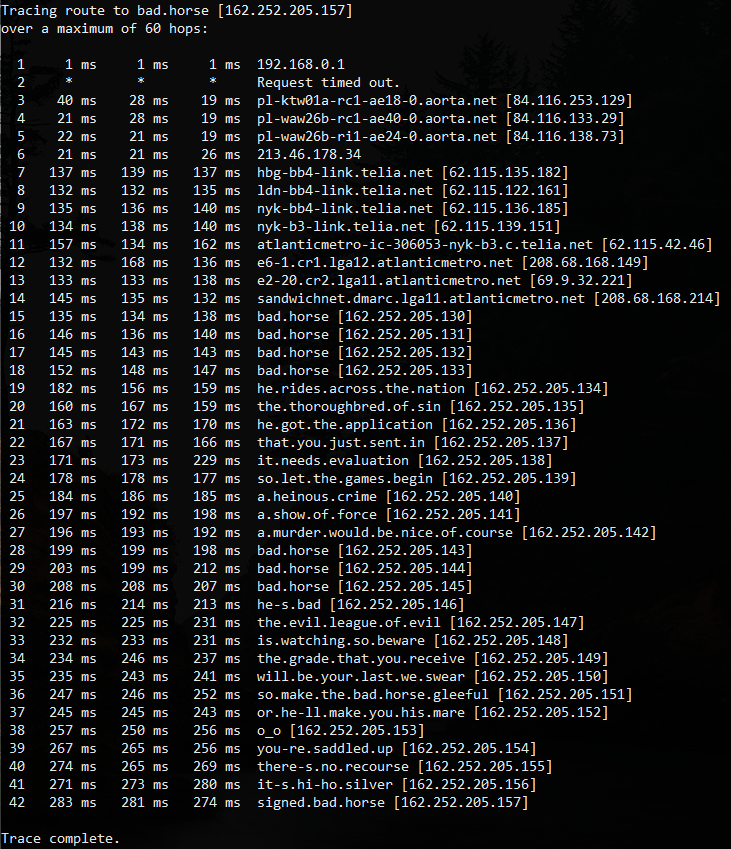 Tracing route to bad.horse [162.252.205.157]
over a maximum of 60 hops:
1 1 ms 1 ms 1 ms 192.168.0.1
2 * * * Request timed out.
3 40 ms 28 ms 19 ms pl-ktw01a-rc1-ae18-0.aorta.net [84.116.253.129]
4 21 ms 28 ms 19 ms pl-waw26b-rc1-ae40-0.aorta.net [84.116.133.29]
5 22 ms 21 ms 19 ms pl-waw26b-ri1-ae24-0.aorta.net [84.116.138.73]
6 21 ms 21 ms 26 ms 213.46.178.34
7 137 ms 139 ms 137 ms hbg-bb4-link.telia.net [62.115.135.182]
8 132 ms 132 ms 135 ms ldn-bb4-link.telia.net [62.115.122.161]
9 135 ms 136 ms 140 ms nyk-bb4-link.telia.net [62.115.136.185]
10 134 ms 138 ms 140 ms nyk-b3-link.telia.net [62.115.139.151]
11 157 ms 134 ms 162 ms atlanticmetro-ic-306053-nyk-b3.c.telia.net [62.115.42.46]
12 132 ms 168 ms 136 ms e6-1.cr1.lga12.atlanticmetro.net [208.68.168.149]
13 133 ms 133 ms 138 ms e2-20.cr2.lga11.atlanticmetro.net [69.9.32.221]
14 145 ms 135 ms 132 ms sandwichnet.dmarc.lga11.atlanticmetro.net [208.68.168.214]
15 135 ms 134 ms 138 ms bad.horse [162.252.205.130]
16 146 ms 136 ms 140 ms bad.horse [162.252.205.131]
17 145 ms 143 ms 143 ms bad.horse [162.252.205.132]
18 152 ms 148 ms 147 ms bad.horse [162.252.205.133]
19 182 ms 156 ms 159 ms he.rides.across.the.nation [162.252.205.134]
20 160 ms 167 ms 159 ms the.thoroughbred.of.sin [162.252.205.135]
21 163 ms 172 ms 170 ms he.got.the.application [162.252.205.136]
22 167 ms 171 ms 166 ms that.you.just.sent.in [162.252.205.137]
23 171 ms 173 ms 229 ms it.needs.evaluation [162.252.205.138]
24 178 ms 178 ms 177 ms so.let.the.games.begin [162.252.205.139]
25 184 ms 186 ms 185 ms a.heinous.crime [162.252.205.140]
26 197 ms 192 ms 198 ms a.show.of.force [162.252.205.141]
27 196 ms 193 ms 192 ms a.murder.would.be.nice.of.course [162.252.205.142]
28 199 ms 199 ms 198 ms bad.horse [162.252.205.143]
29 203 ms 199 ms 212 ms bad.horse [162.252.205.144]
30 208 ms 208 ms 207 ms bad.horse [162.252.205.145]
31 216 ms 214 ms 213 ms he-s.bad [162.252.205.146]
32 225 ms 225 ms 231 ms the.evil.league.of.evil [162.252.205.147]
33 232 ms 233 ms 231 ms is.watching.so.beware [162.252.205.148]
34 234 ms 246 ms 237 ms the.grade.that.you.receive [162.252.205.149]
35 235 ms 243 ms 241 ms will.be.your.last.we.swear [162.252.205.150]
36 247 ms 246 ms 252 ms so.make.the.bad.horse.gleeful [162.252.205.151]
37 245 ms 245 ms 243 ms or.he-ll.make.you.his.mare [162.252.205.152]
38 257 ms 250 ms 256 ms o_o [162.252.205.153]
39 267 ms 265 ms 256 ms you-re.saddled.up [162.252.205.154]
40 274 ms 265 ms 269 ms there-s.no.recourse [162.252.205.155]
41 271 ms 273 ms 280 ms it-s.hi-ho.silver [162.252.205.156]
42 283 ms 281 ms 274 ms signed.bad.horse [162.252.205.157]
Trace complete.